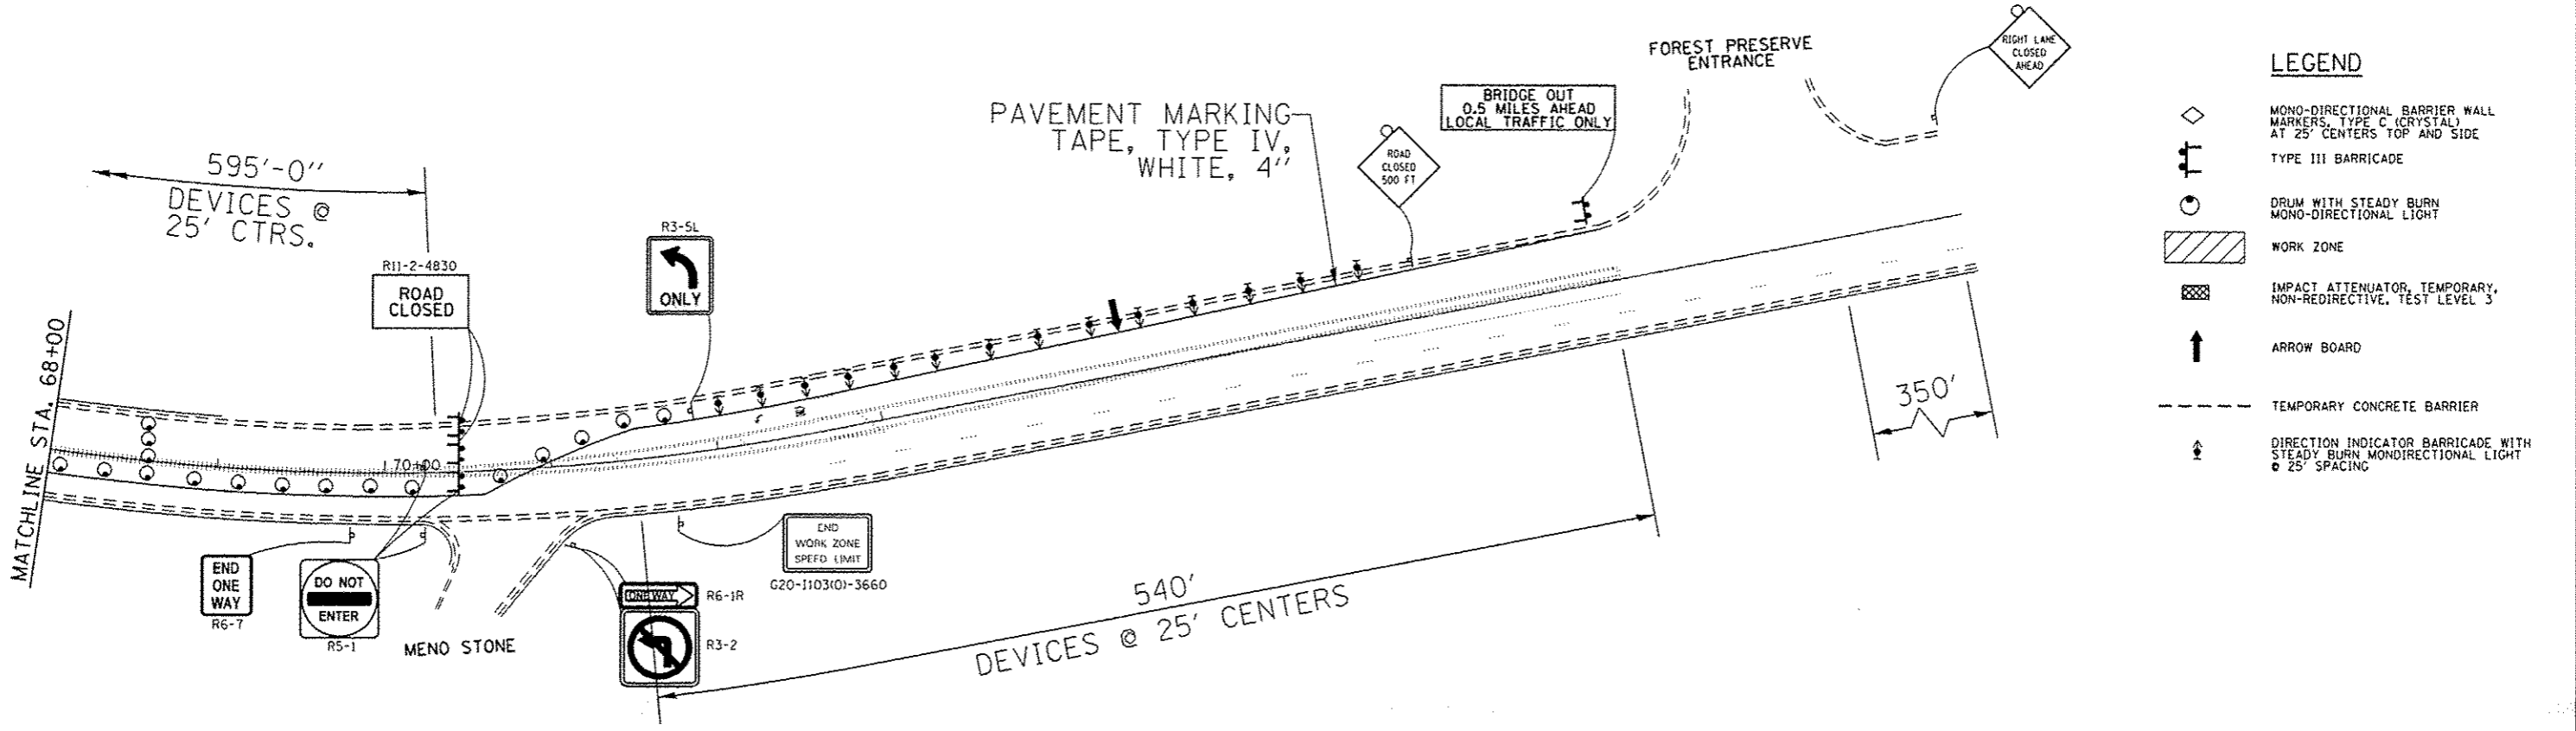 595'-0"
DEVICES @
25' CTRS.
R11-2-4830
ROAD
CLOSED
MATCHLINE STA. 68+00
70+00
END
ONE
WAY
R6-7
DO NOT
ENTER
R5-1
MENO STONE
R3-5L
ONLY
END
WORK ZONE
SPEED LIMIT
G20-I103(0)-3660
ONE WAY
R6-1R
R3-2
540'
DEVICES @ 25' CENTERS
PAVEMENT MARKING
TAPE, TYPE IV,
WHITE, 4"
ROAD
CLOSED
500 FT
BRIDGE OUT
0.5 MILES AHEAD
LOCAL TRAFFIC ONLY
FOREST PRESERVE
ENTRANCE
RIGHT LANE
CLOSED
AHEAD
350'
LEGEND
MONO-DIRECTIONAL BARRIER WALL
MARKERS, TYPE C (CRYSTAL)
AT 25' CENTERS TOP AND SIDE
TYPE III BARRICADE
DRUM WITH STEADY BURN
MONO-DIRECTIONAL LIGHT
WORK ZONE
IMPACT ATTENUATOR, TEMPORARY,
NON-REDIRECTIVE, TEST LEVEL 3
ARROW BOARD
TEMPORARY CONCRETE BARRIER
DIRECTION INDICATOR BARRICADE WITH
STEADY BURN MONDIRECTIONAL LIGHT
@ 25' SPACING